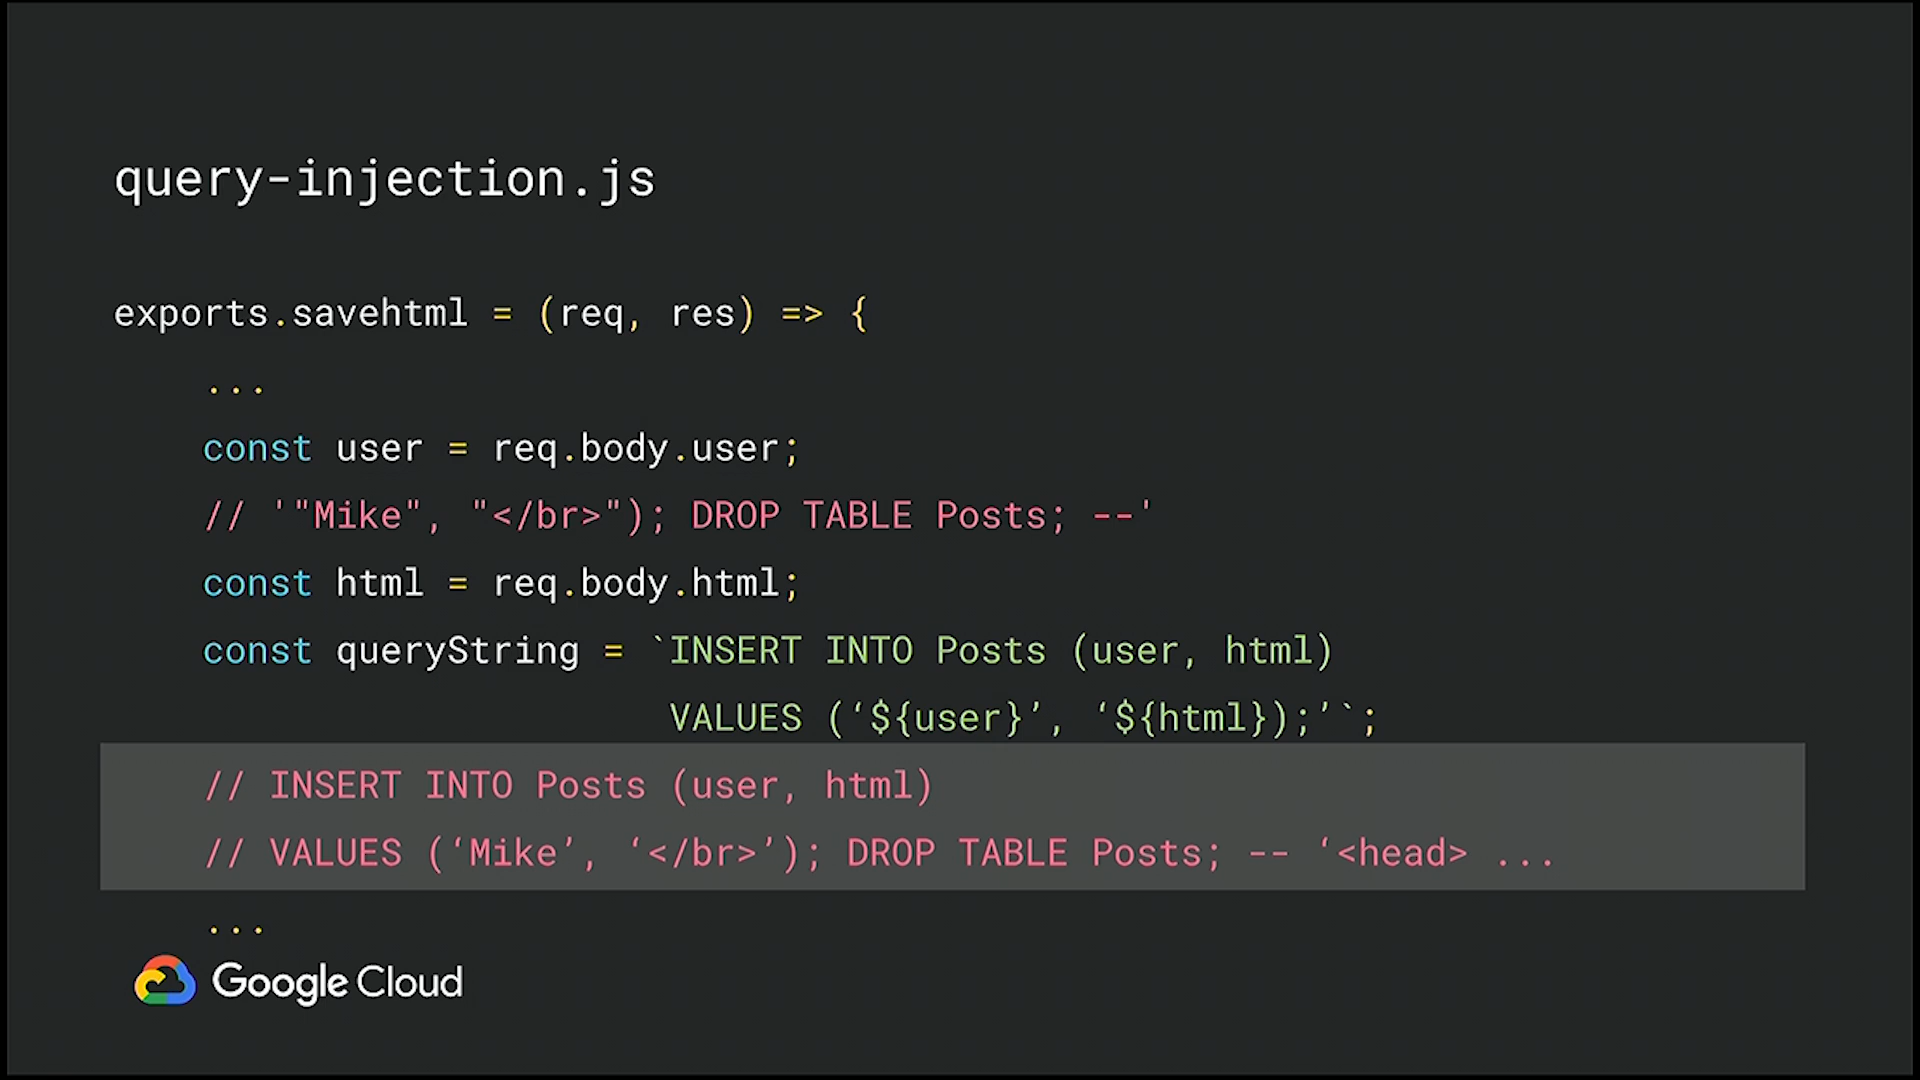 query-injection.js
exports.savehtml = (req, res) => {
...
const user = req.body.user;
// '"Mike", "</br>"); DROP TABLE Posts; --'
const html = req.body.html;
const queryString = `INSERT INTO Posts (user, html)
VALUES (‘${user}’, ‘${html});’`;
// INSERT INTO Posts (user, html)
// VALUES (‘Mike’, ‘</br>’); DROP TABLE Posts; -- ‘<head> ...
...
Google Cloud